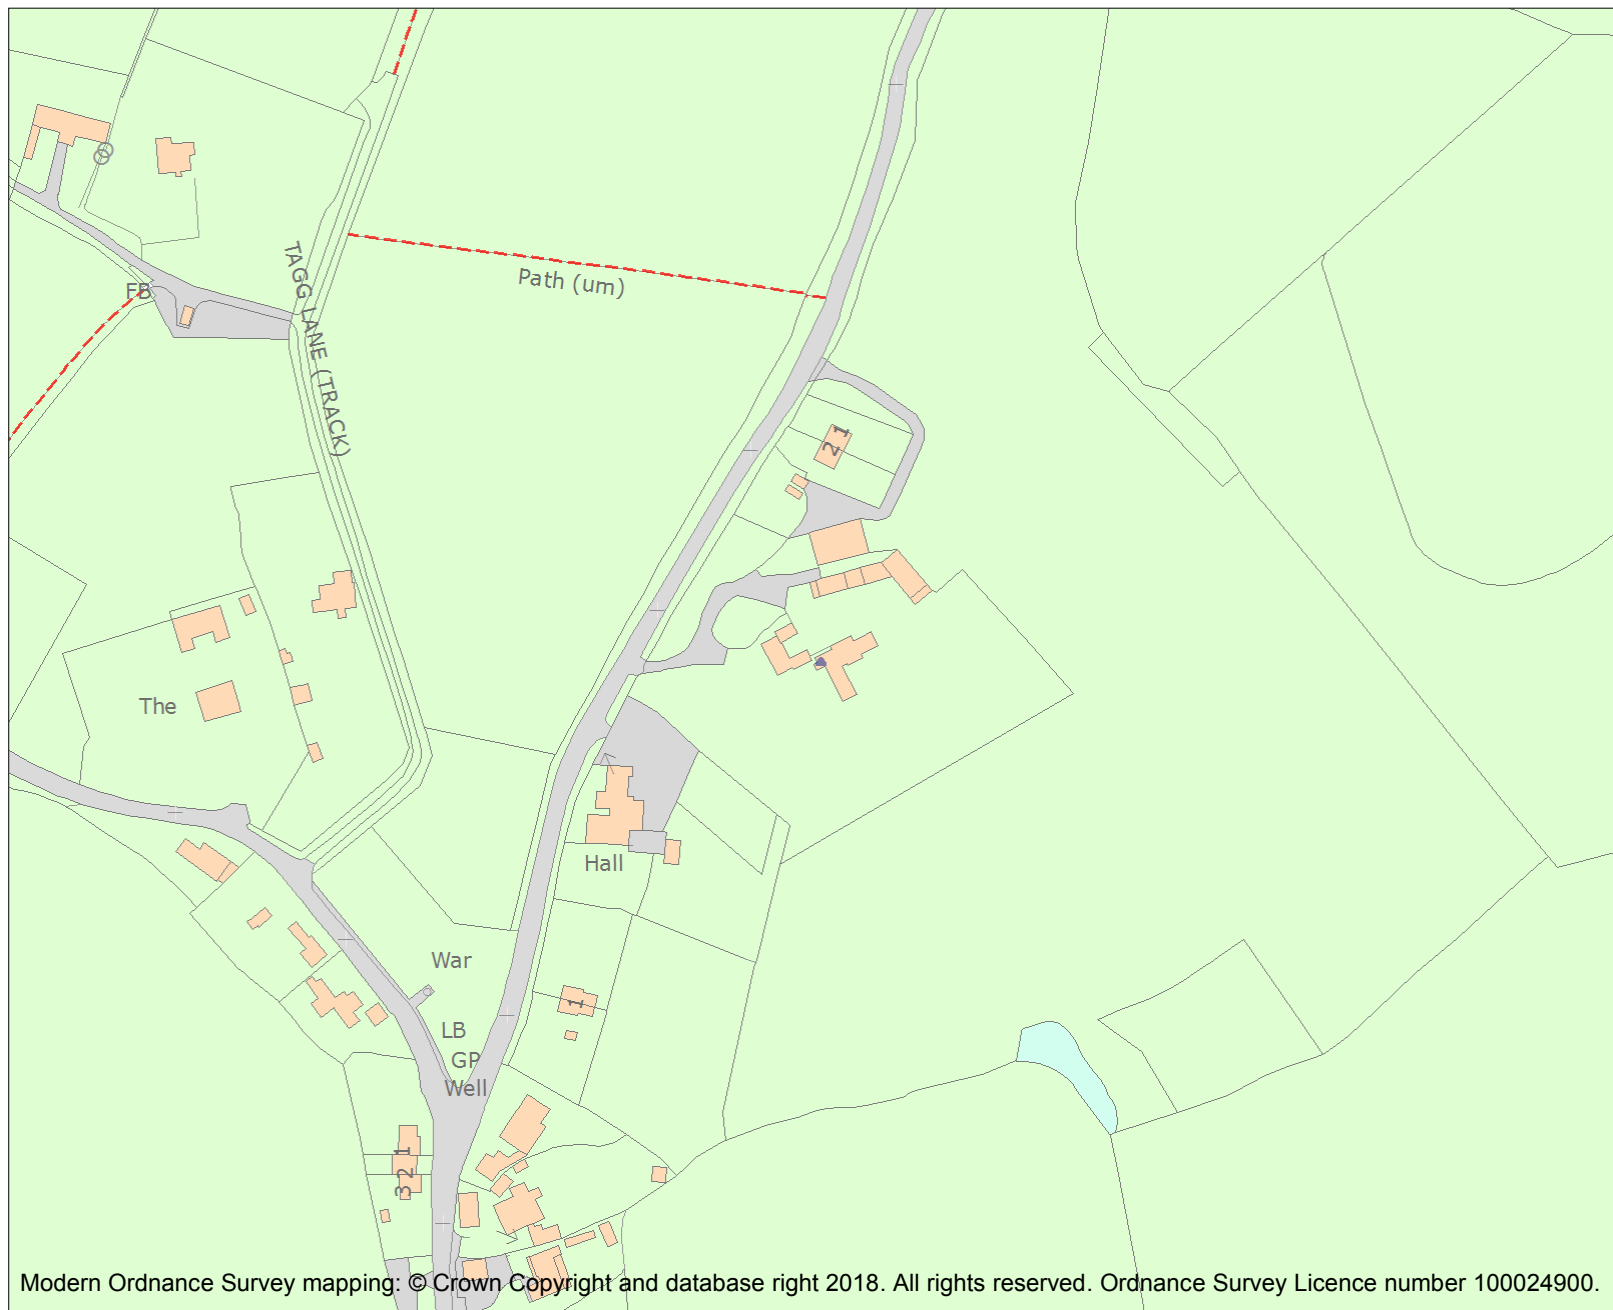 FB
TAGG LANE (TRACK)
Path (um)
2 1
The
Hall
War
1
LB
GP
Well
3 2 1
Modern Ordnance Survey mapping: © Crown Copyright and database right 2018. All rights reserved. Ordnance Survey Licence number 100024900.